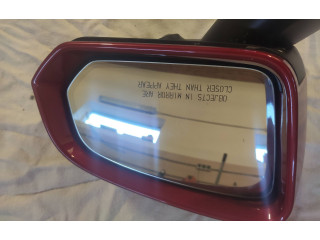 OBJECTS IN MIRROR ARE
CLOSER THAN THEY APPEAR